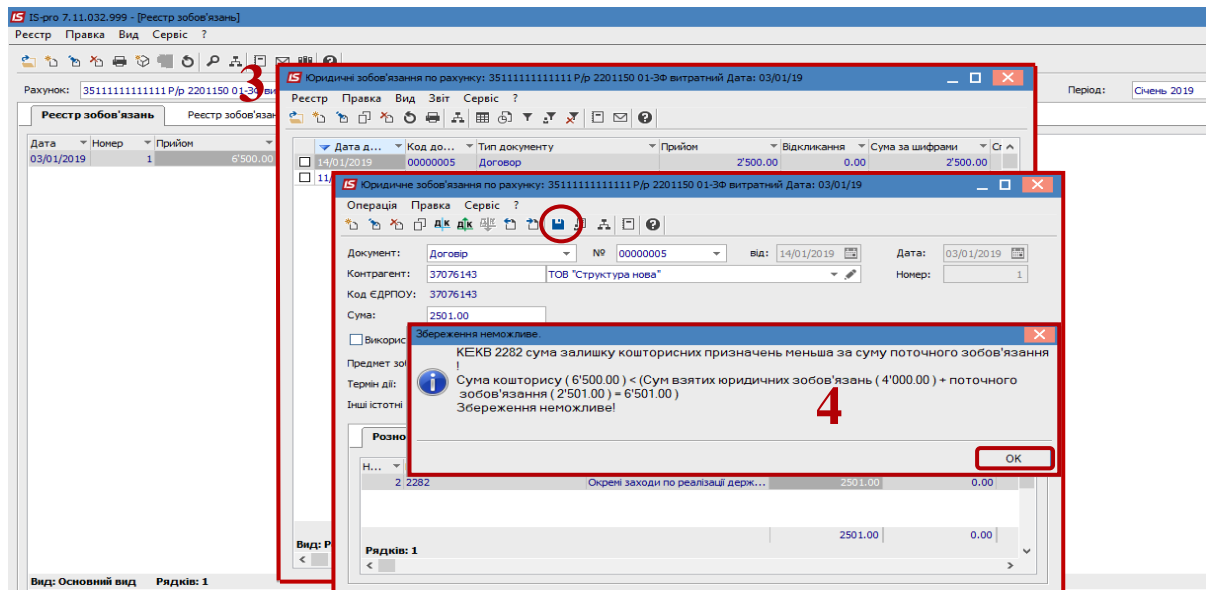 IS-pro 7.11.032.999 - [Реєстр зобов'язань]
Реєстр Правка Вид Сервіс ?
3
Рахунок: 35111111111111 Р/р 2201150 01-ЗФ
Період: Січень 2019
Реєстр зобов'язань
Дата Номер Прийом
03/01/2019 1 6'500.00
Юридичні зобов'язання по рахунку: 35111111111111 Р/р 2201150 01-ЗФ витратний Дата: 03/01/19
Реєстр Правка Вид Звіт Сервіс ?
Дата д... Код до... Тип документу Прийом Відкликання Сума за шифрами
14/01/2019 00000005 Договор 2'500.00 0.00 2'500.00
11/
Юридичне зобов'язання по рахунку: 35111111111111 Р/р 2201150 01-ЗФ витратний Дата: 03/01/19
Операція Правка Сервіс ?
Документ: Договір № 00000005 від: 14/01/2019 Дата: 03/01/2019
Контрагент: 37076143 ТОВ "Структура нова" Номер: 1
Код ЄДРПОУ: 37076143
Сума: 2501.00
Збереження неможливе.
КЕКВ 2282 сума залишку кошторисних призначень меньша за суму поточного зобов'язання
!
Сума кошторису ( 6'500.00 ) < (Сум взятих юридичних зобов'язань ( 4'000.00 ) + поточного
зобов'язання ( 2'501.00 ) = 6'501.00 )
Збереження неможливе!
4
OK
Термін дії:
Інші істотні
Н...
2 2282 Окремі заходи по реалізації держ... 2501.00 0.00
2501.00 0.00
Рядків: 1
Вид: Основний вид Рядків: 1